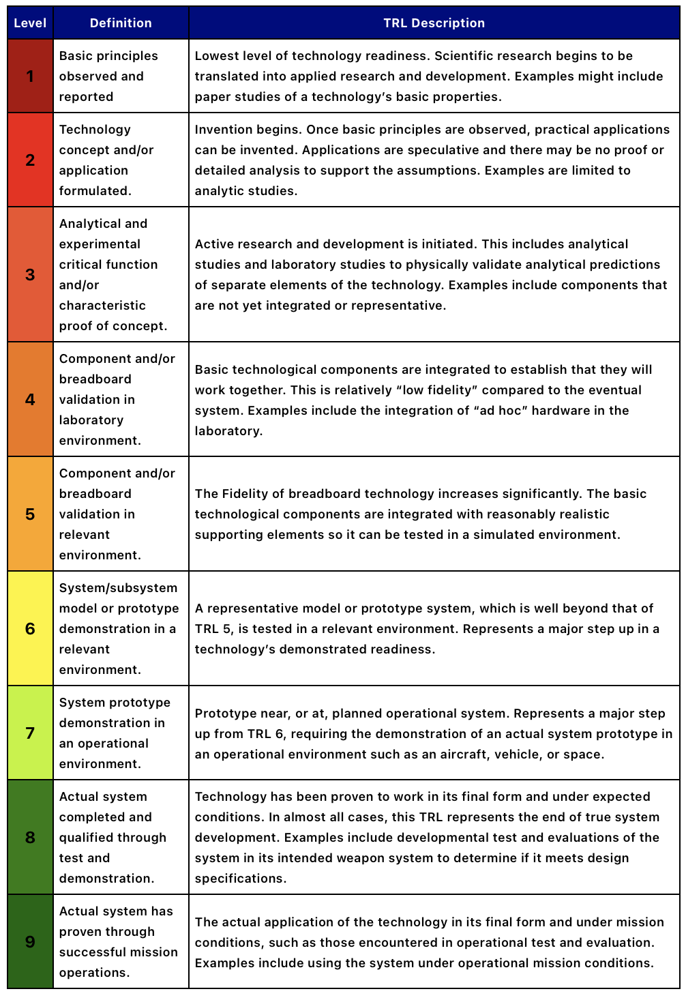 Level Definition TRL Description
1
Basic principles
observed and
reported
Lowest level of technology readiness. Scientific research begins to be
translated into applied research and development. Examples might include
paper studies of a technology’s basic properties.
2
Technology
concept and/or
application
formulated.
Invention begins. Once basic principles are observed, practical applications
can be invented. Applications are speculative and there may be no proof or
detailed analysis to support the assumptions. Examples are limited to
analytic studies.
3
Analytical and
experimental
critical function
and/or
characteristic
proof of concept.
Active research and development is initiated. This includes analytical
studies and laboratory studies to physically validate analytical predictions
of separate elements of the technology. Examples include components that
are not yet integrated or representative.
4
Component and/or
breadboard
validation in
laboratory
environment.
Basic technological components are integrated to establish that they will
work together. This is relatively “low fidelity” compared to the eventual
system. Examples include the integration of “ad hoc” hardware in the
laboratory.
5
Component and/or
breadboard
validation in
relevant
environment.
The Fidelity of breadboard technology increases significantly. The basic
technological components are integrated with reasonably realistic
supporting elements so it can be tested in a simulated environment.
6
System/subsystem
model or prototype
demonstration in a
relevant
environment.
A representative model or prototype system, which is well beyond that of
TRL 5, is tested in a relevant environment. Represents a major step up in a
technology’s demonstrated readiness.
7
System prototype
demonstration in
an operational
environment.
Prototype near, or at, planned operational system. Represents a major step
up from TRL 6, requiring the demonstration of an actual system prototype in
an operational environment such as an aircraft, vehicle, or space.
8
Actual system
completed and
qualified through
test and
demonstration.
Technology has been proven to work in its final form and under expected
conditions. In almost all cases, this TRL represents the end of true system
development. Examples include developmental test and evaluations of the
system in its intended weapon system to determine if it meets design
specifications.
9
Actual system has
proven through
successful mission
operations.
The actual application of the technology in its final form and under mission
conditions, such as those encountered in operational test and evaluation.
Examples include using the system under operational mission conditions.